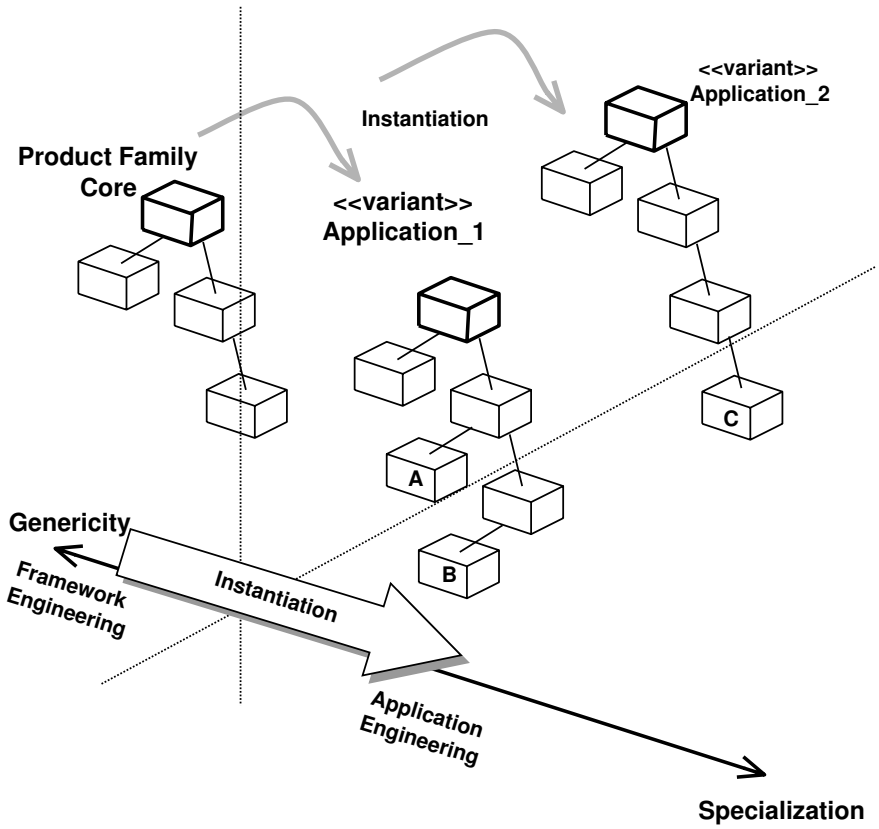 <<variant>>
Application_2
Instantiation
Product Family
Core
<<variant>>
Application_1
C
A
B
Genericity
Instantiation
Framework
Engineering
Application
Engineering
Specialization